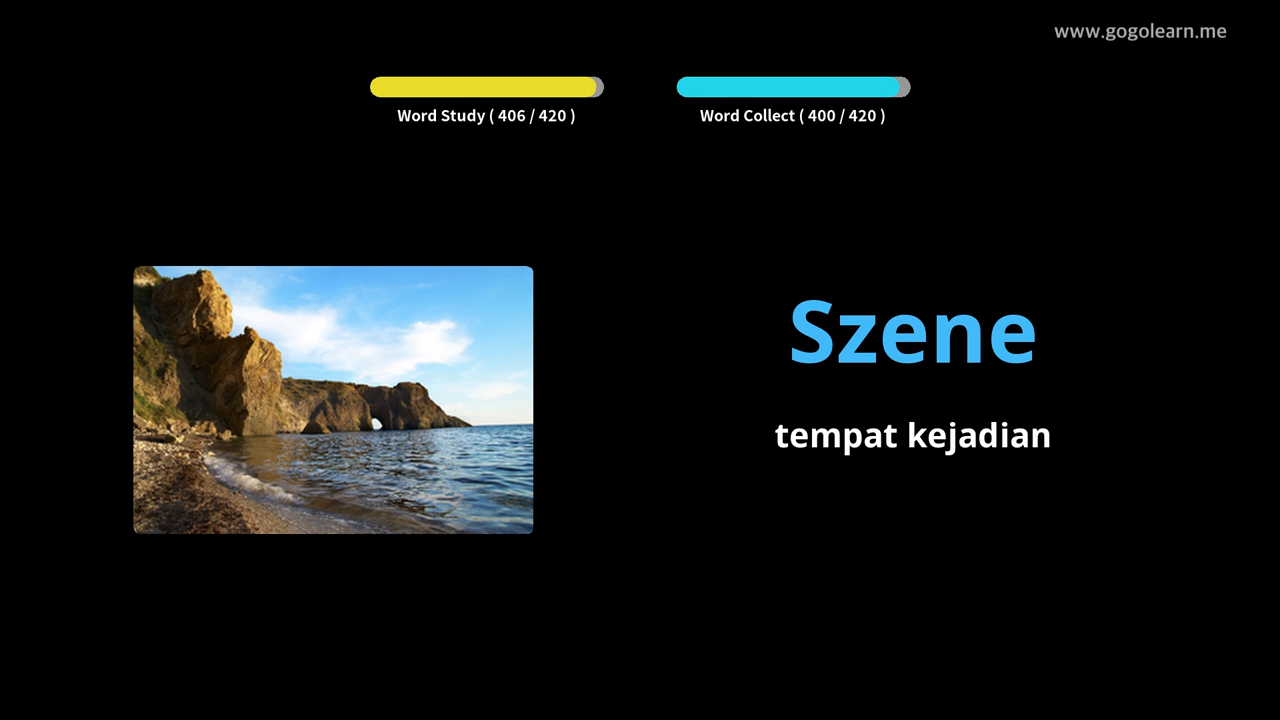 www.gogolearn.me
Word Study ( 406 / 420 )
Word Collect ( 400 / 420 )
Szene
tempat kejadian